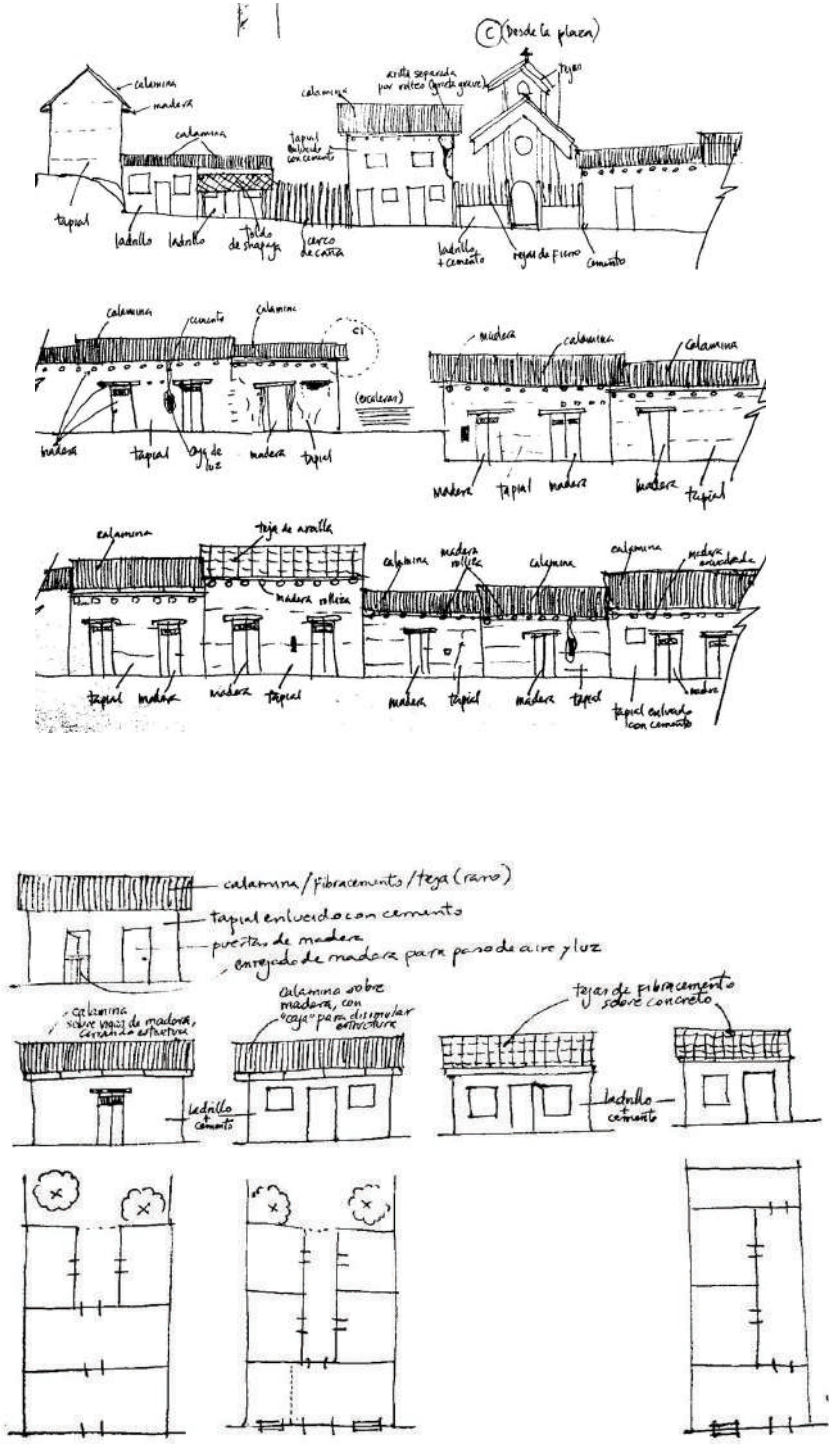 C (Desde la plaza)
calamina
madera
calamina
calamina
arista separada
por volteo (grieta grave)
tejas
tapial
enlucido
con cemento
tapial
ladrillo
ladrillo
toldo
de shapaja
cerco
de caña
ladrillo
+ cemento
rejas de fierro
cemento
calamina
cemento
calamina
C1
(escaleras)
madera
calamina
calamina
madera
tapial
caja de
luz
madera
tapial
madera
tapial
madera
madera
tapial
calamina
teja de arcilla
madera rolliza
calamina
madera
rolliza
calamina
calamina
madera
tapial
madera
madera
tapial
madera
tapial
madera
tapial
tapial enlucido
con cemento
madera
calamina / fibracemento / teja (raro)
tapial enlucido con cemento
puertas de madera
enrejado de madera para paso de aire y luz
calamina
sobre vigas de madera,
estructura
calamina sobre
madera, con
"caja" para disimular
estructura
tejas de fibracemento
sobre concreto
ladrillo
+
cemento
ladrillo
+
cemento